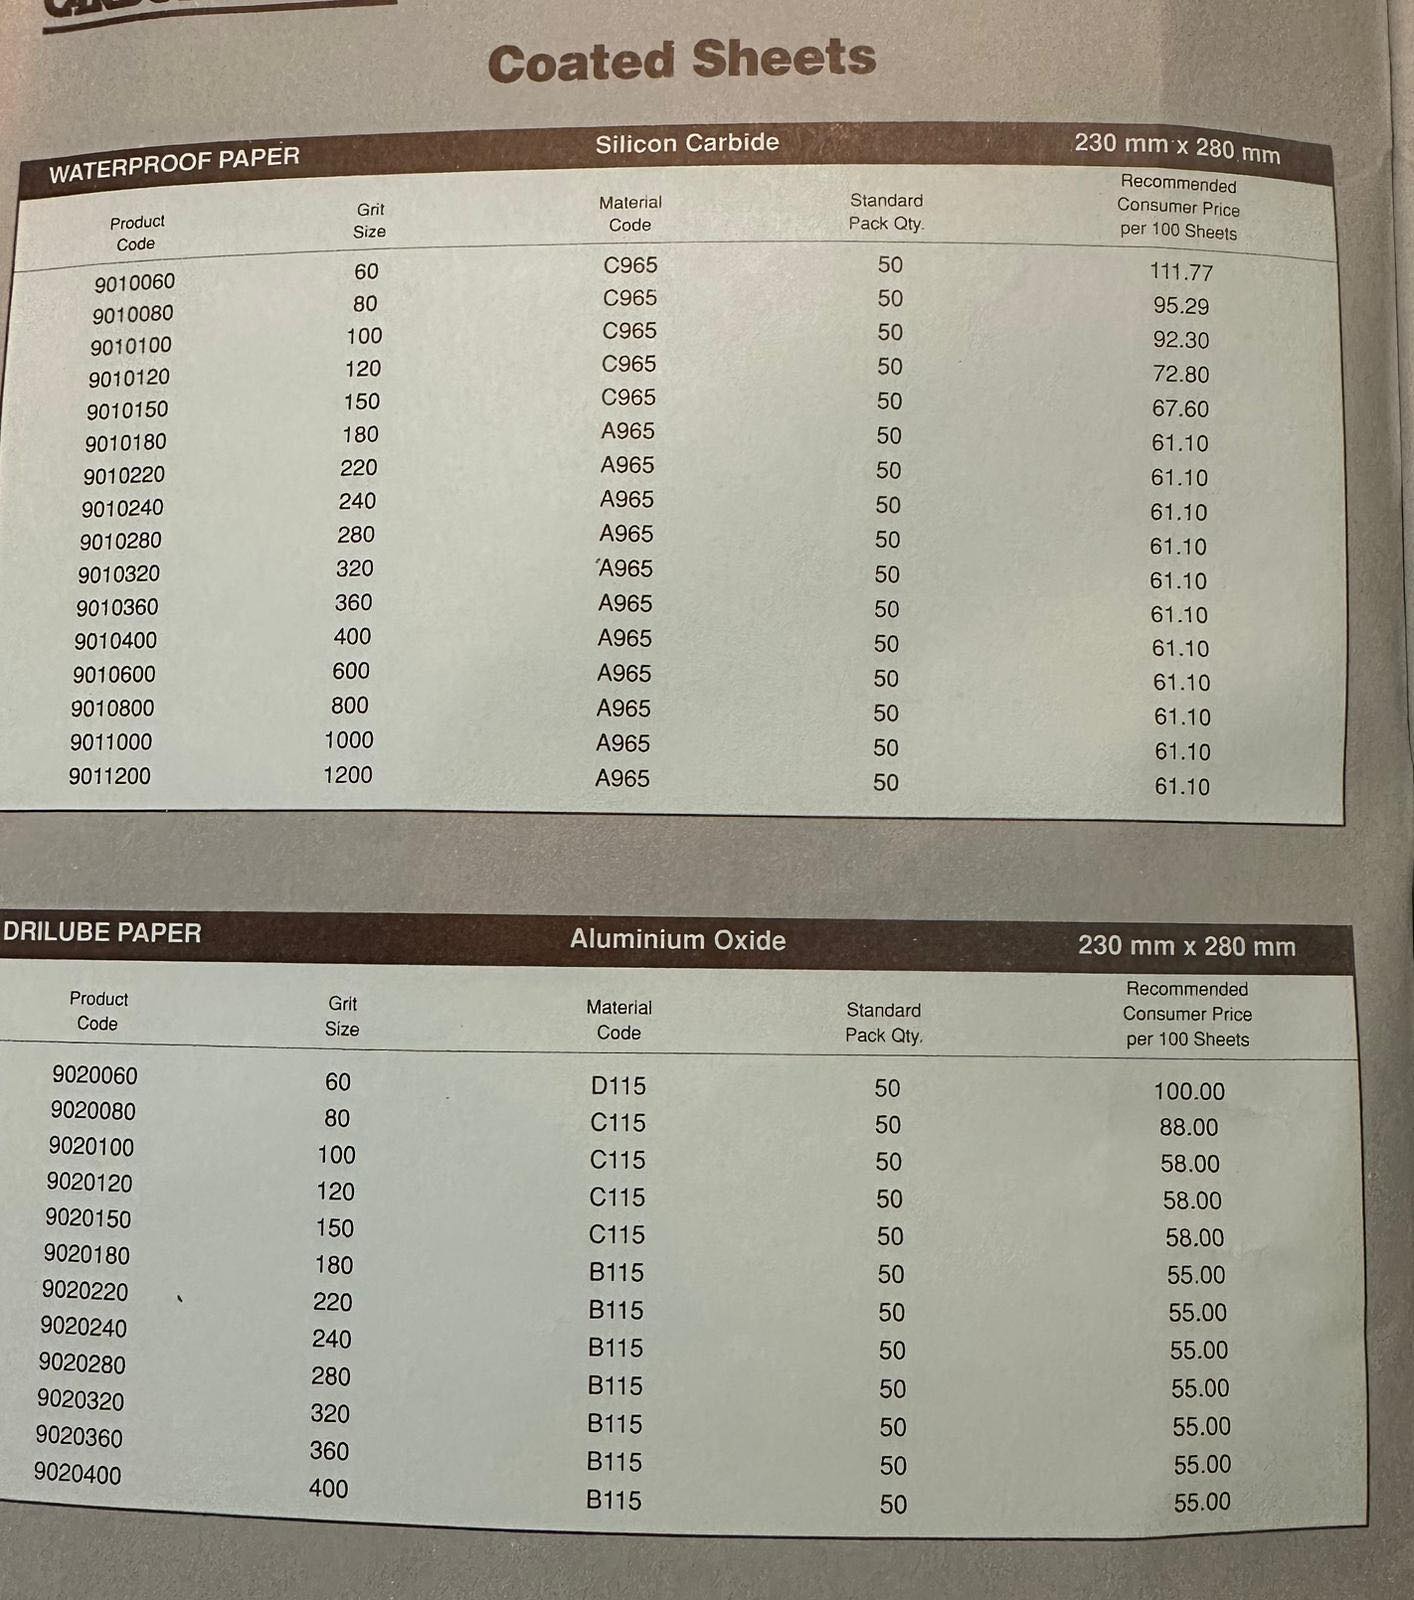 Coated Sheets
WATERPROOF PAPER Silicon Carbide 230 mm x 280 mm
Product Code Grit Size Material Code Standard Pack Qty. Recommended Consumer Price per 100 Sheets
9010060 60 C965 50 111.77
9010080 80 C965 50 95.29
9010100 100 C965 50 92.30
9010120 120 C965 50 72.80
9010150 150 C965 50 67.60
9010180 180 A965 50 61.10
9010220 220 A965 50 61.10
9010240 240 A965 50 61.10
9010280 280 A965 50 61.10
9010320 320 A965 50 61.10
9010360 360 A965 50 61.10
9010400 400 A965 50 61.10
9010600 600 A965 50 61.10
9010800 800 A965 50 61.10
9011000 1000 A965 50 61.10
9011200 1200 A965 50 61.10
DRILUBE PAPER Aluminium Oxide 230 mm x 280 mm
Product Code Grit Size Material Code Standard Pack Qty. Recommended Consumer Price per 100 Sheets
9020060 60 D115 50 100.00
9020080 80 C115 50 88.00
9020100 100 C115 50 58.00
9020120 120 C115 50 58.00
9020150 150 C115 50 58.00
9020180 180 B115 50 55.00
9020220 220 B115 50 55.00
9020240 240 B115 50 55.00
9020280 280 B115 50 55.00
9020320 320 B115 50 55.00
9020360 360 B115 50 55.00
9020400 400 B115 50 55.00